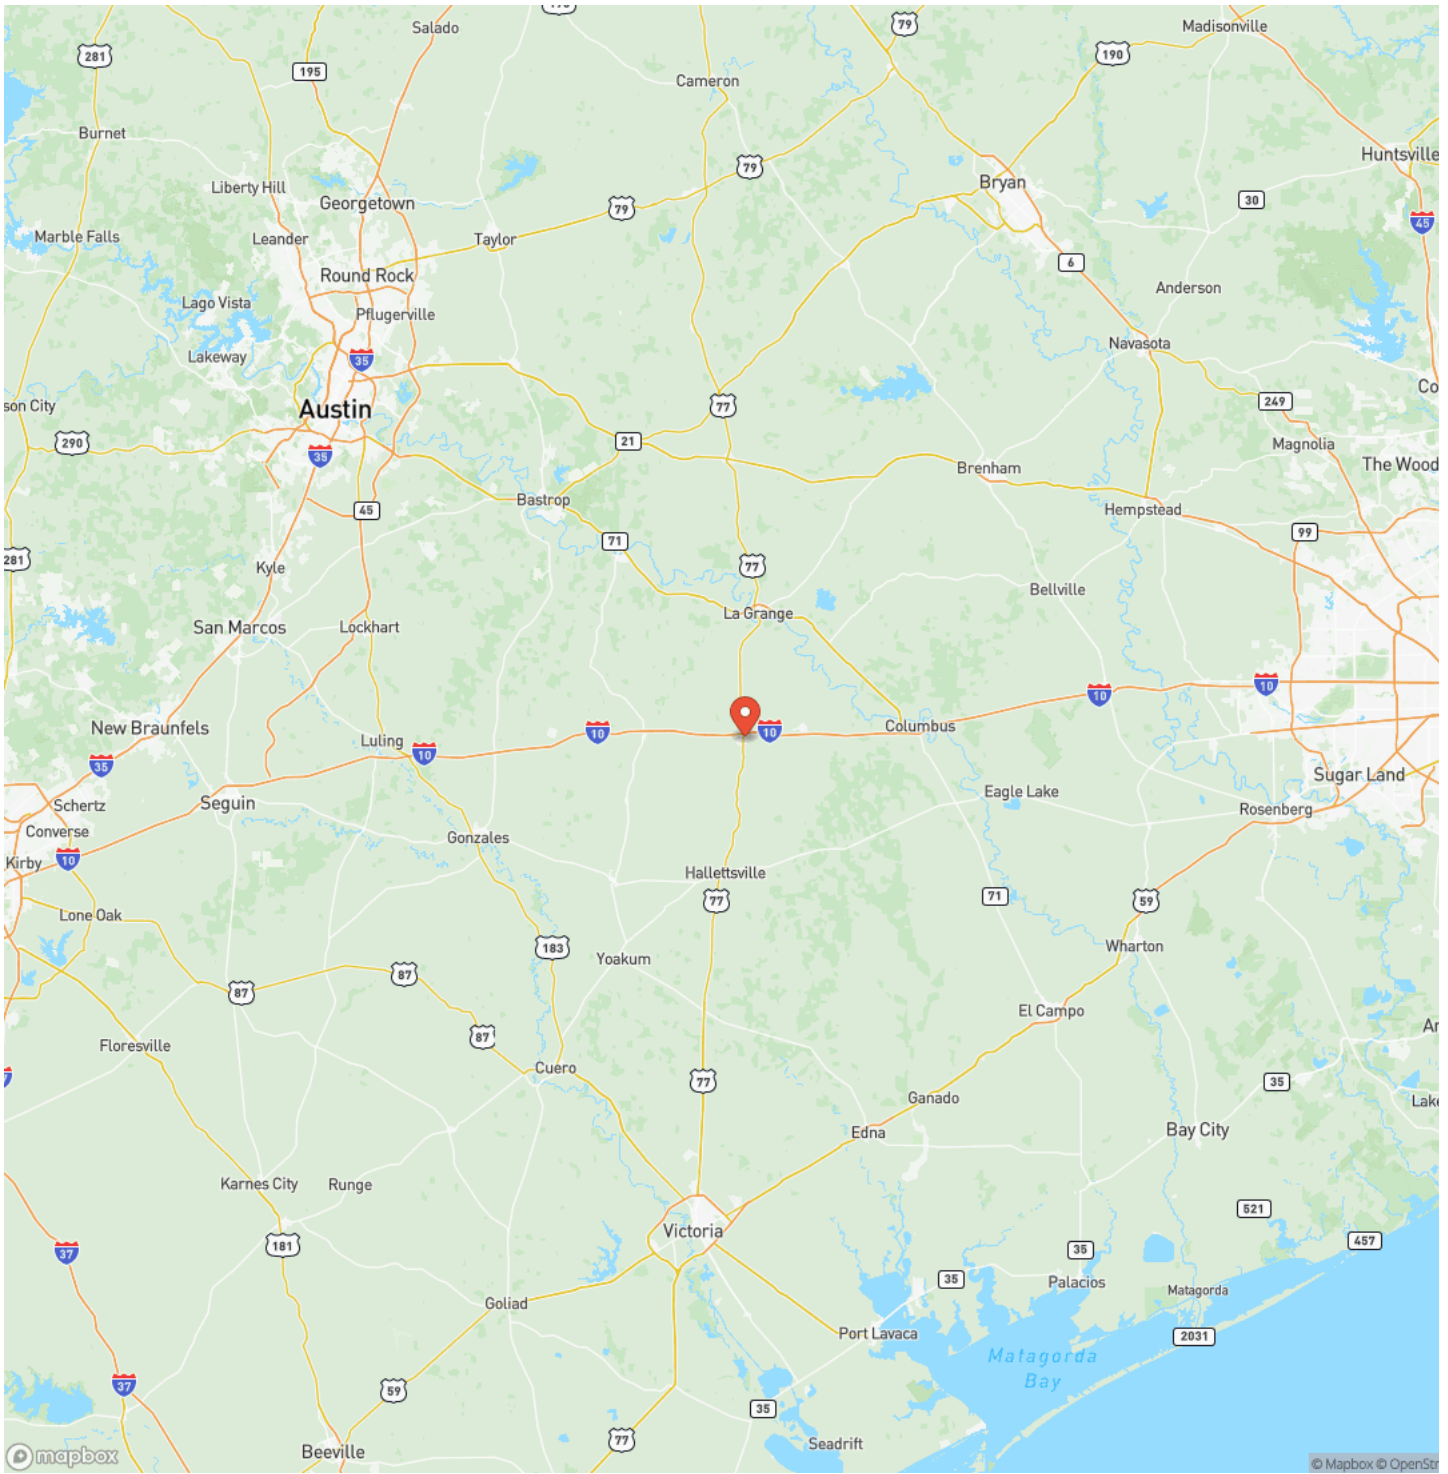 Salado
79
Madisonville
281
195
190
Cameron
Burnet
79
Huntsville
Liberty Hill
Georgetown
Bryan
30
79
45
Marble Falls
Leander
Taylor
Round Rock
6
Lago Vista
Pflugerville
Anderson
Lakeway
35
Navasota
son City
Austin
77
249
Co
290
21
Magnolia
35
Brenham
The Wood
Bastrop
45
Hempstead
71
99
281
Kyle
77
Bellville
La Grange
San Marcos
Lockhart
10
10
New Braunfels
10
10
Columbus
Luling
10
35
Schertz
Seguin
Eagle Lake
Sugar Land
Rosenberg
Converse
Gonzales
Kirby
10
Hallettsville
77
71
59
Lone Oak
183
Yoakum
Wharton
87
87
El Campo
87
Floresville
Ar
Cuero
77
35
Ganado
Lake
Edna
Bay City
Karnes City
Runge
521
Victoria
181
37
35
457
35
Palacios
Matagorda
Goliad
Port Lavaca
2031
Matagorda
Bay
37
59
35
77
Seadrift
Beeville
mapbox
© Mapbox © OpenStr